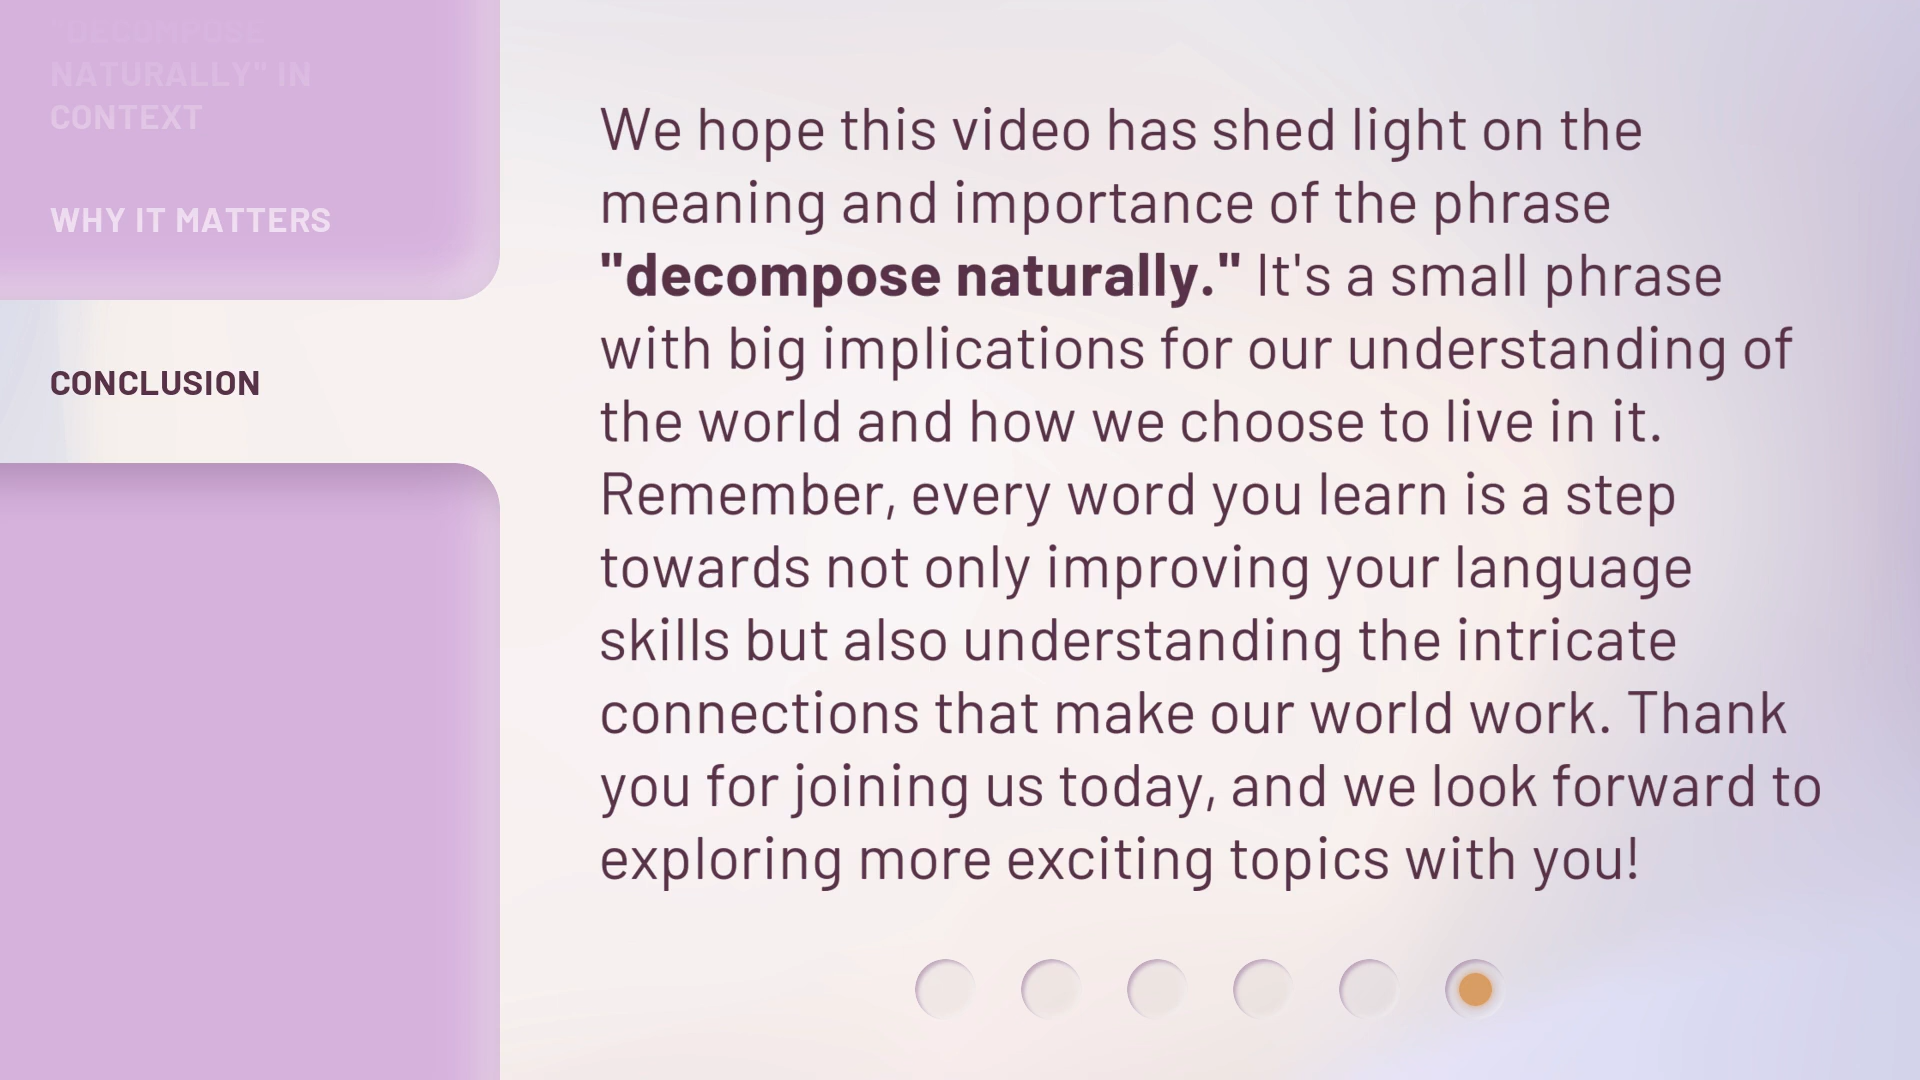 "DECOMPOSE
NATURALLY" IN
CONTEXT
WHY IT MATTERS
CONCLUSION
We hope this video has shed light on the
meaning and importance of the phrase
"decompose naturally." It's a small phrase
with big implications for our understanding of
the world and how we choose to live in it.
Remember, every word you learn is a step
towards not only improving your language
skills but also understanding the intricate
connections that make our world work. Thank
you for joining us today, and we look forward to
exploring more exciting topics with you!